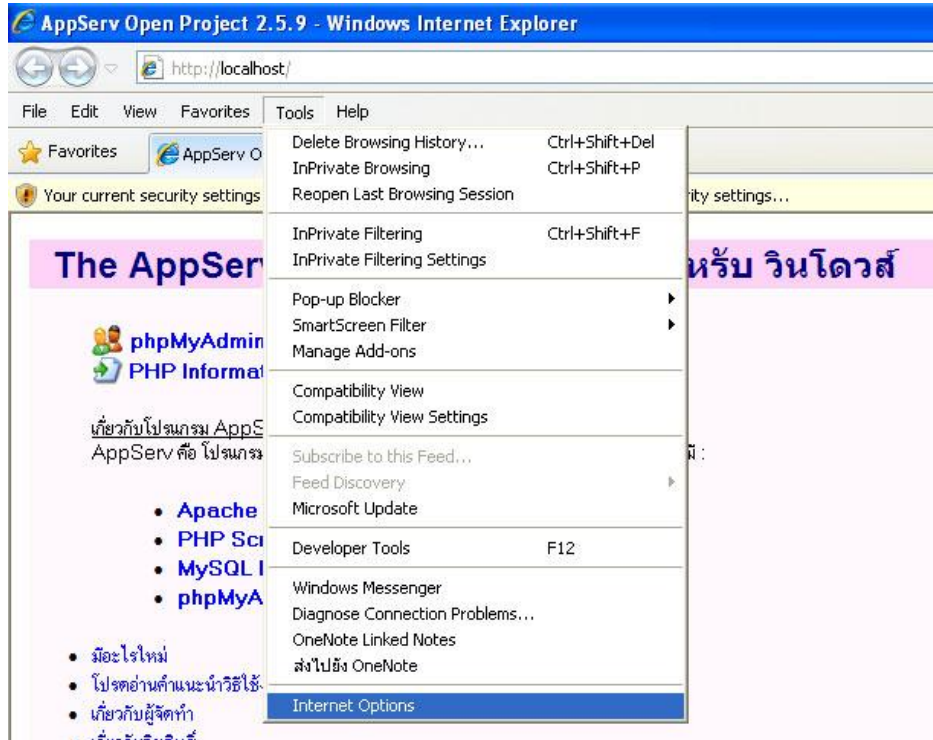 AppServ Open Project 2.5.9 - Windows Internet Explorer
http://localhost/
File Edit View Favorites Tools Help
Favorites AppServ O
Your current security settings ity settings...
Delete Browsing History... Ctrl+Shift+Del
InPrivate Browsing Ctrl+Shift+P
Reopen Last Browsing Session
InPrivate Filtering Ctrl+Shift+F
InPrivate Filtering Settings
Pop-up Blocker
SmartScreen Filter
Manage Add-ons
Compatibility View
Compatibility View Settings
Subscribe to this Feed...
Feed Discovery
Microsoft Update
Developer Tools F12
Windows Messenger
Diagnose Connection Problems...
OneNote Linked Notes
ส่งไปยัง OneNote
Internet Options
The AppServ หรับ วินโดวส์
phpMyAdmin
PHP Informat
เกี่ยวกับโปรแกรม AppS
AppServ คือ โปรแกรม มี :
Apache
PHP Scr
MySQL
phpMyA
มีอะไรใหม่
โปรดอ่านคำแนะนำวิธีใช้
เกี่ยวกับผู้จัดทำ